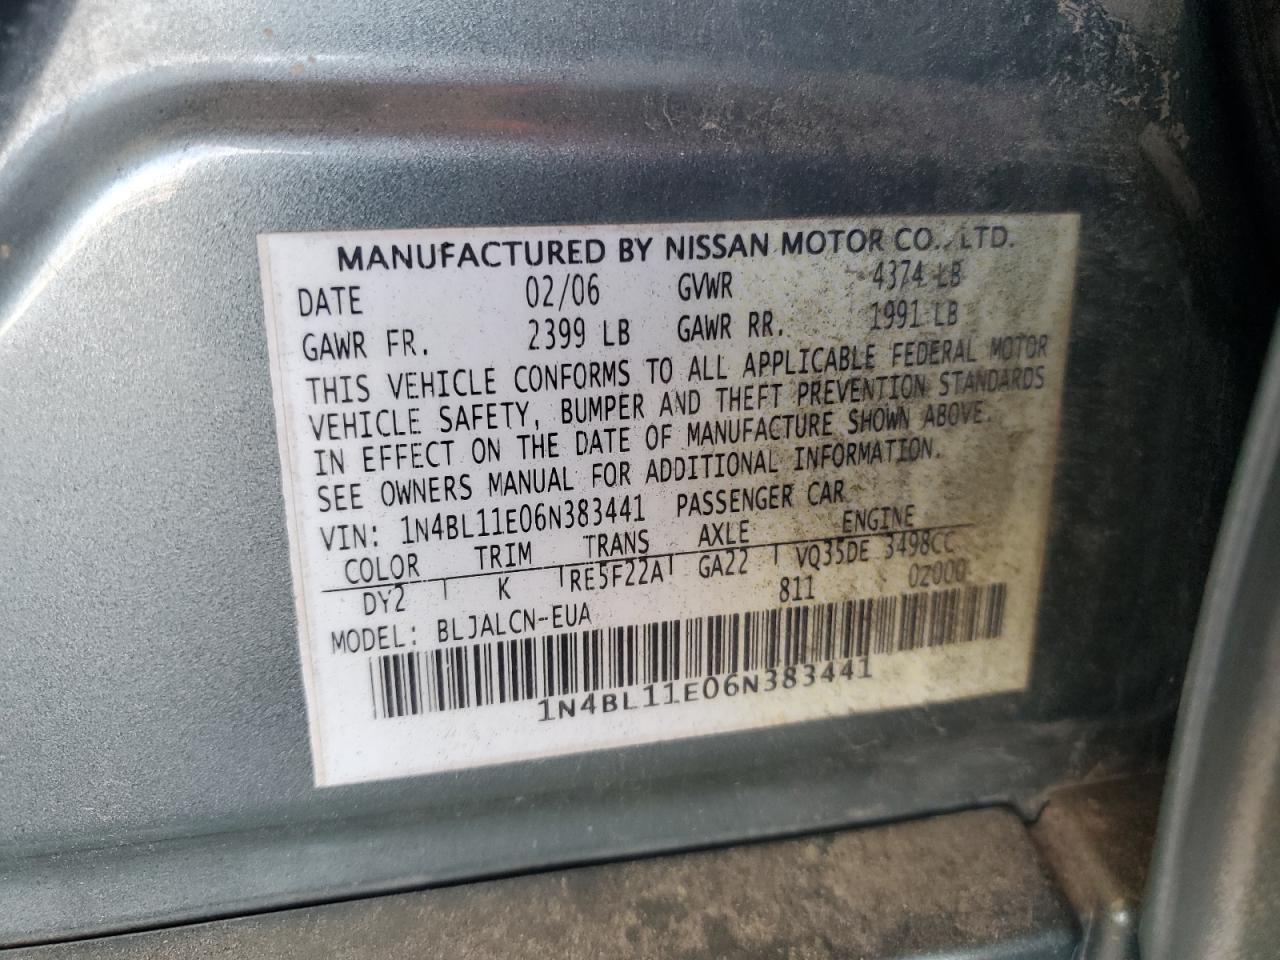 MANUFACTURED BY NISSAN MOTOR CO., LTD.
DATE 02/06 GVWR 4374 LB
GAWR FR. 2399 LB GAWR RR. 1991 LB
THIS VEHICLE CONFORMS TO ALL APPLICABLE FEDERAL MOTOR
VEHICLE SAFETY, BUMPER AND THEFT PREVENTION STANDARDS
IN EFFECT ON THE DATE OF MANUFACTURE SHOWN ABOVE.
SEE OWNERS MANUAL FOR ADDITIONAL INFORMATION.
VIN: 1N4BL11E06N383441 PASSENGER CAR
COLOR TRIM TRANS AXLE ENGINE
DY2 K RE5F22A GA22 VQ35DE 3498CC
MODEL: BLJALCN-EUA 811 02000
1N4BL11E06N383441